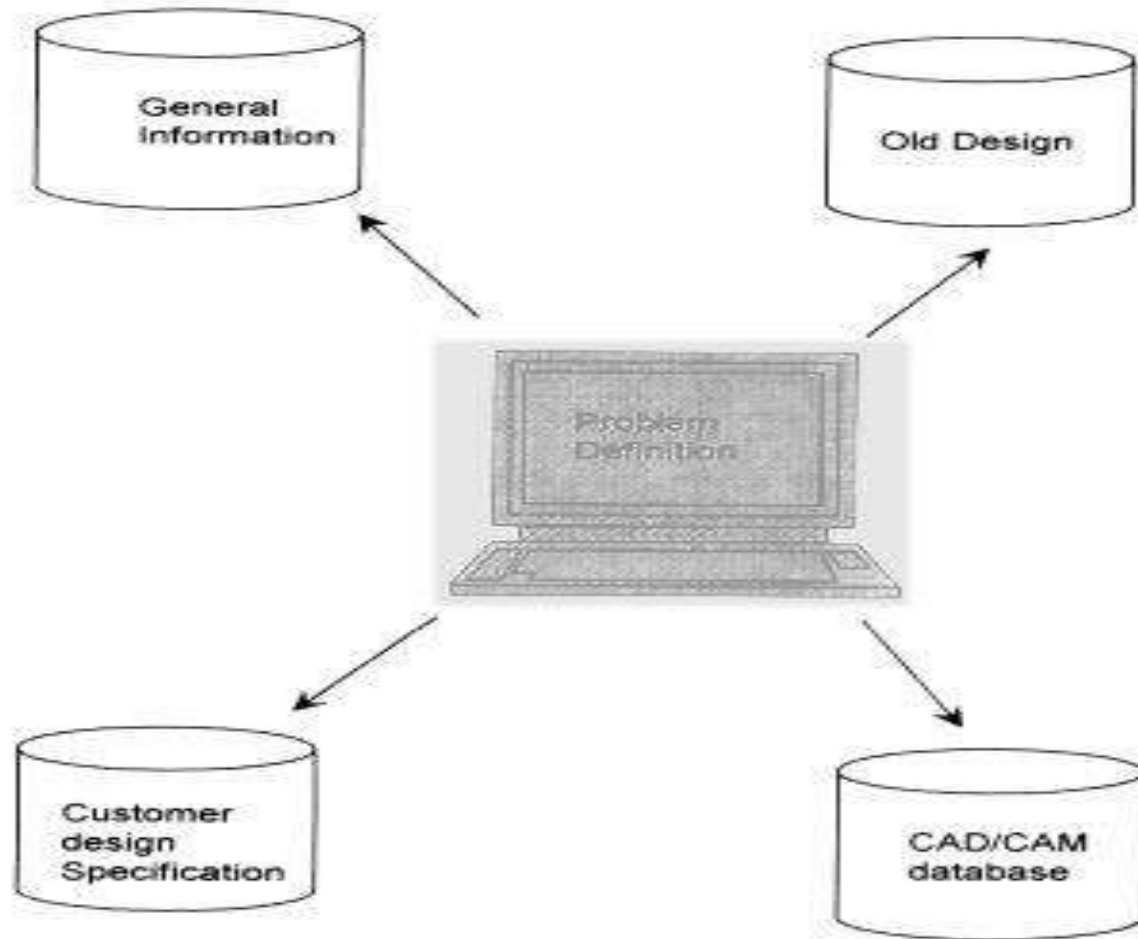 General
Information
Old Design
Problem
Definition
Customer
design
Specification
CAD/CAM
database